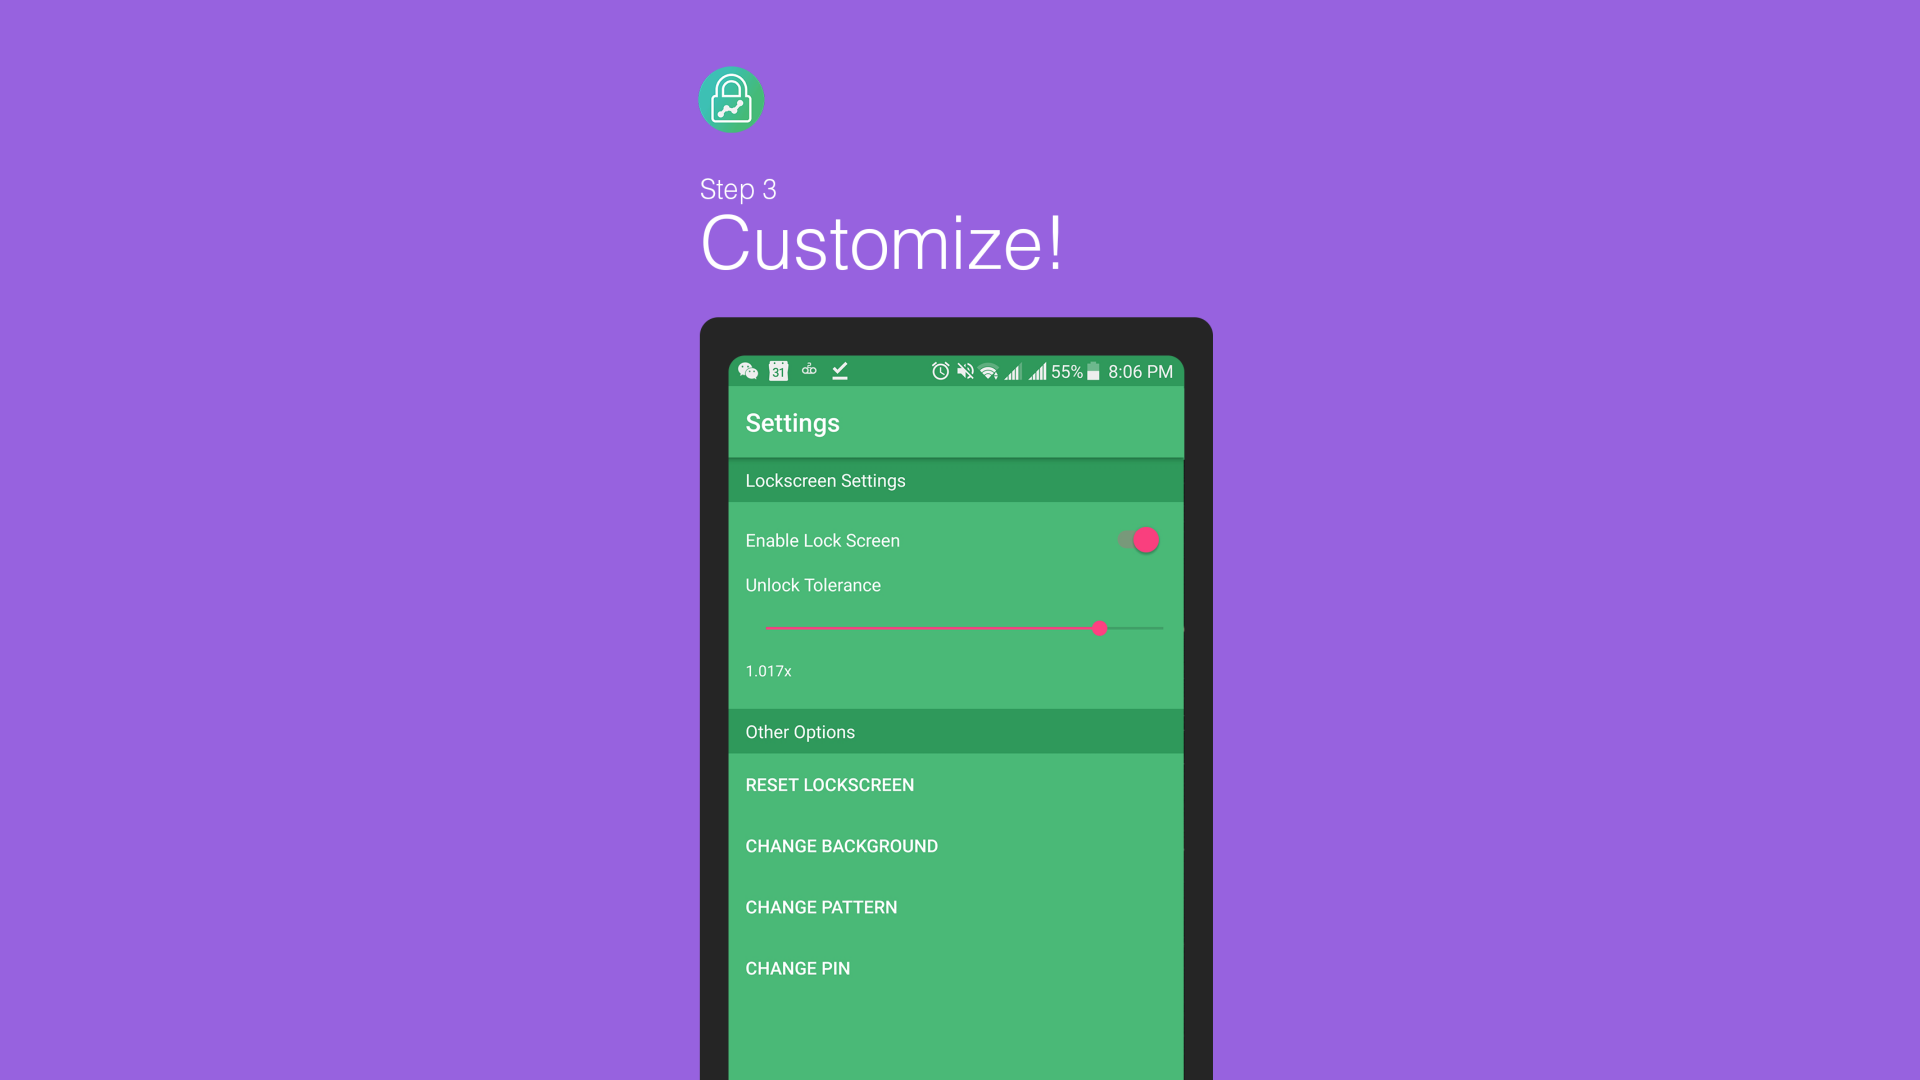 Step 3
Customize!
31 55% 8:06 PM
Settings
Lockscreen Settings
Enable Lock Screen
Unlock Tolerance
1.017x
Other Options
RESET LOCKSCREEN
CHANGE BACKGROUND
CHANGE PATTERN
CHANGE PIN